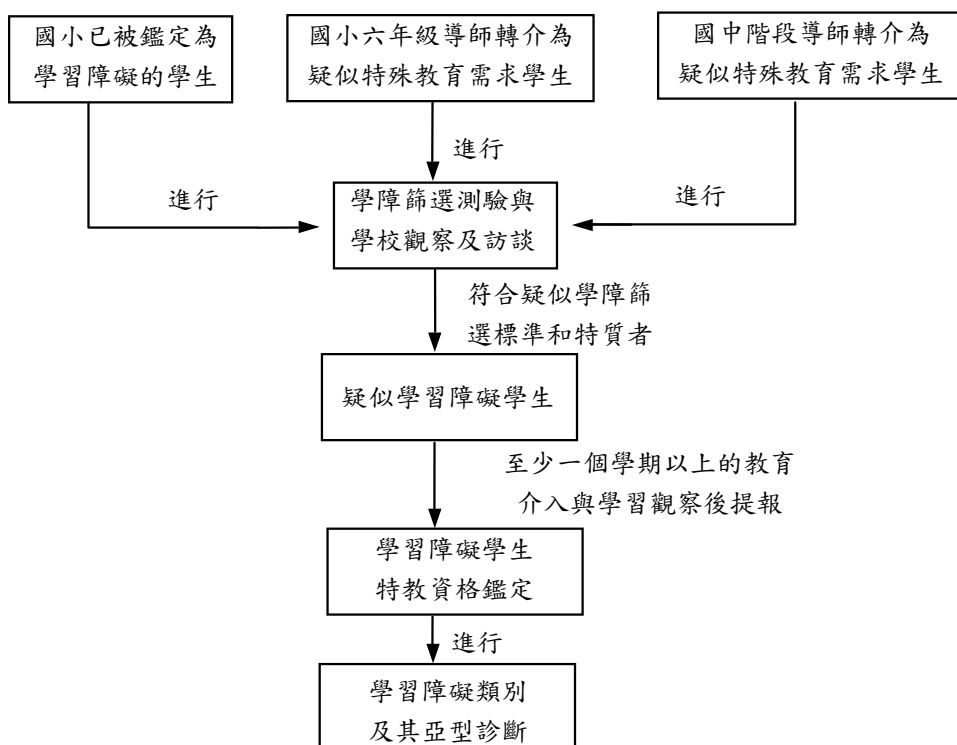 國小已被鑑定為
學習障礙的學生
國小六年級導師轉介為
疑似特殊教育需求學生
國中階段導師轉介為
疑似特殊教育需求學生
進行
進行
進行
學障篩選測驗與
學校觀察及訪談
符合疑似學障篩
選標準和特質者
疑似學習障礙學生
至少一個學期以上的教育
介入與學習觀察後提報
學習障礙學生
特教資格鑑定
進行
學習障礙類別
及其亞型診斷